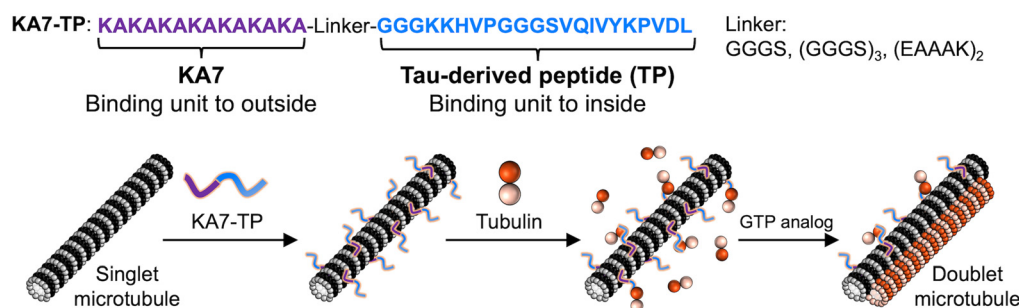 KA7-TP: KAKAKAKAKAKAKA-Linker-GGGKKHVPGGGSVQIVYKPVDL
Linker:
GGGS, (GGGS)₃, (EAAAK)₂
KA7
Binding unit to outside
Tau-derived peptide (TP)
Binding unit to inside
Singlet
microtubule
KA7-TP
Tubulin
GTP analog
Doublet
microtubule